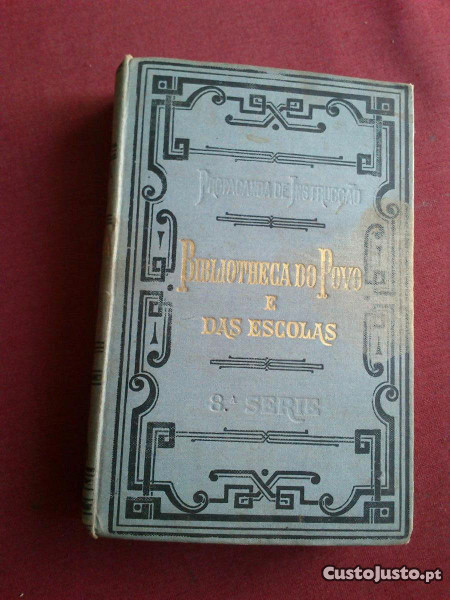 PROPAGANDA DE INSTRUCÇÃO
BIBLIOTHECA DO POVO
E
DAS ESCOLAS
8.ª SERIE
CustoJusto.pt